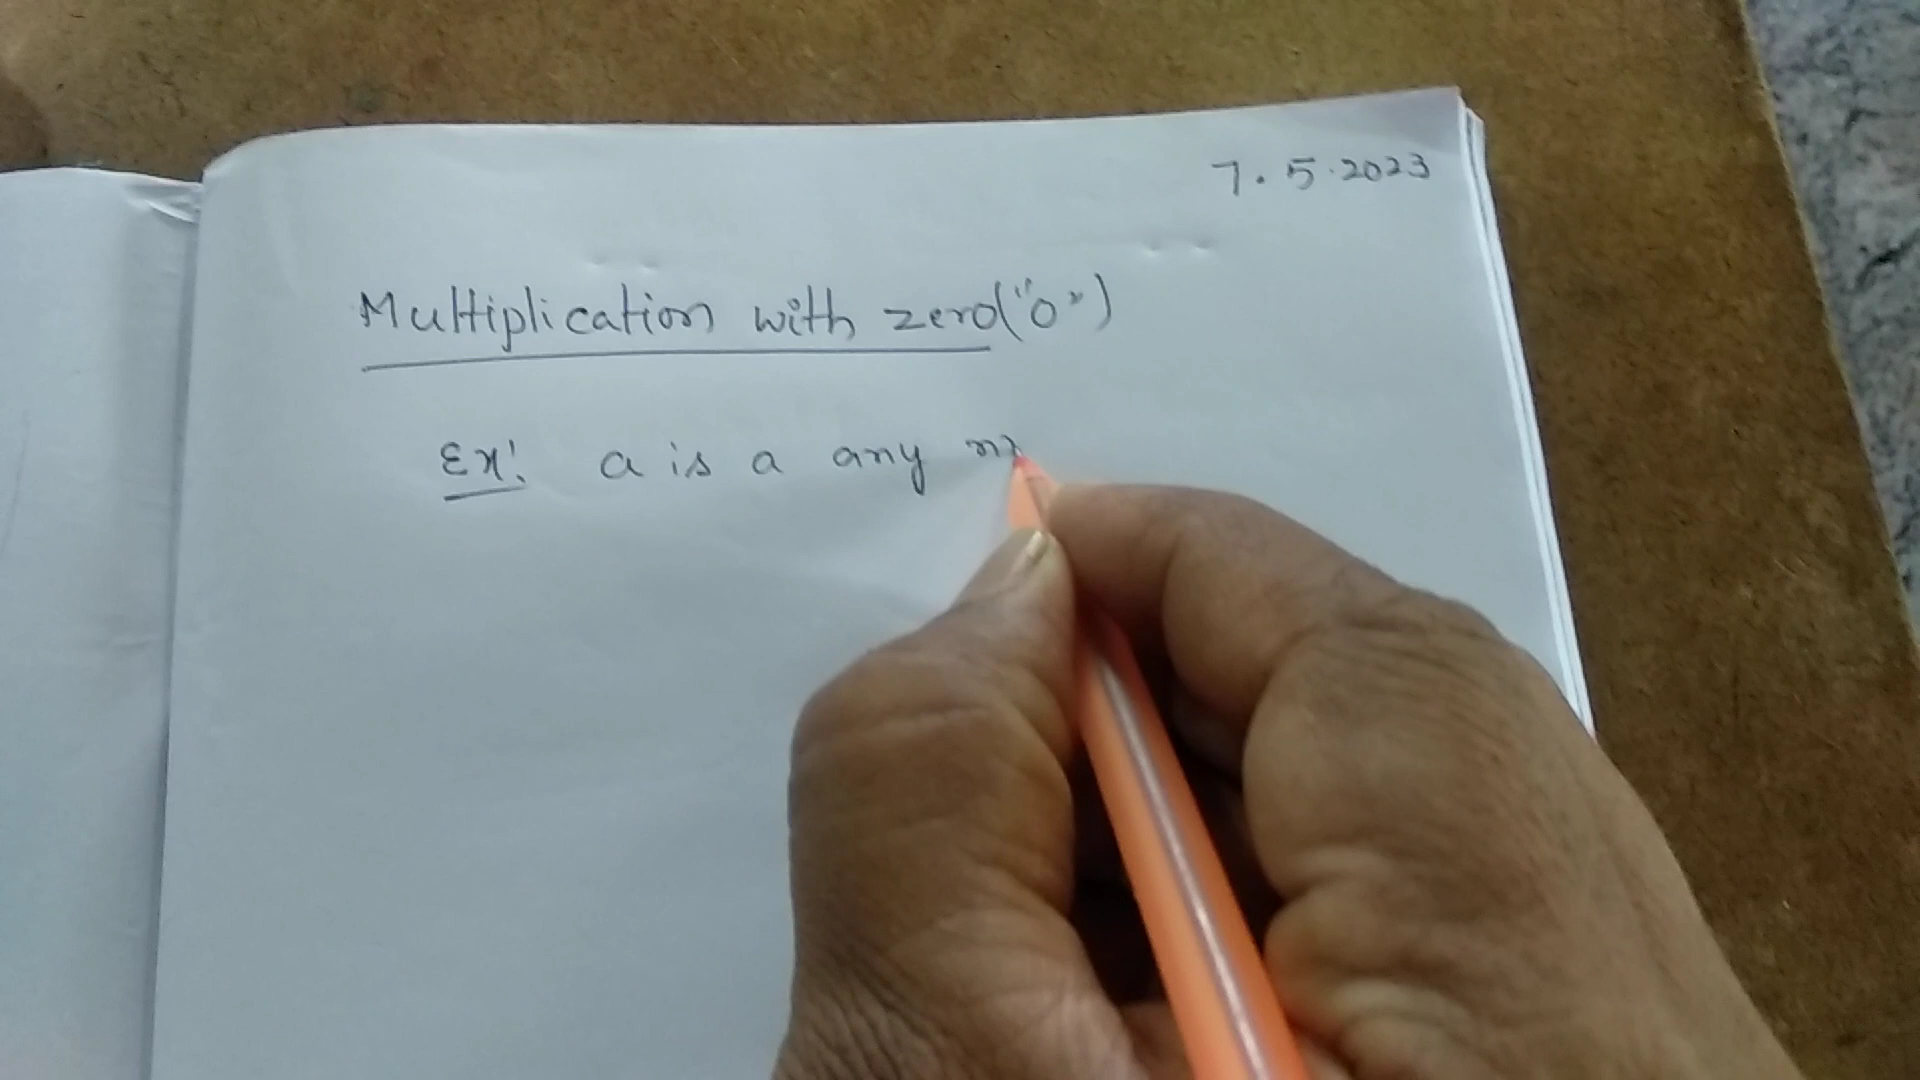 7.5.2023
Multiplication with zero("0")
Ex: a is a any